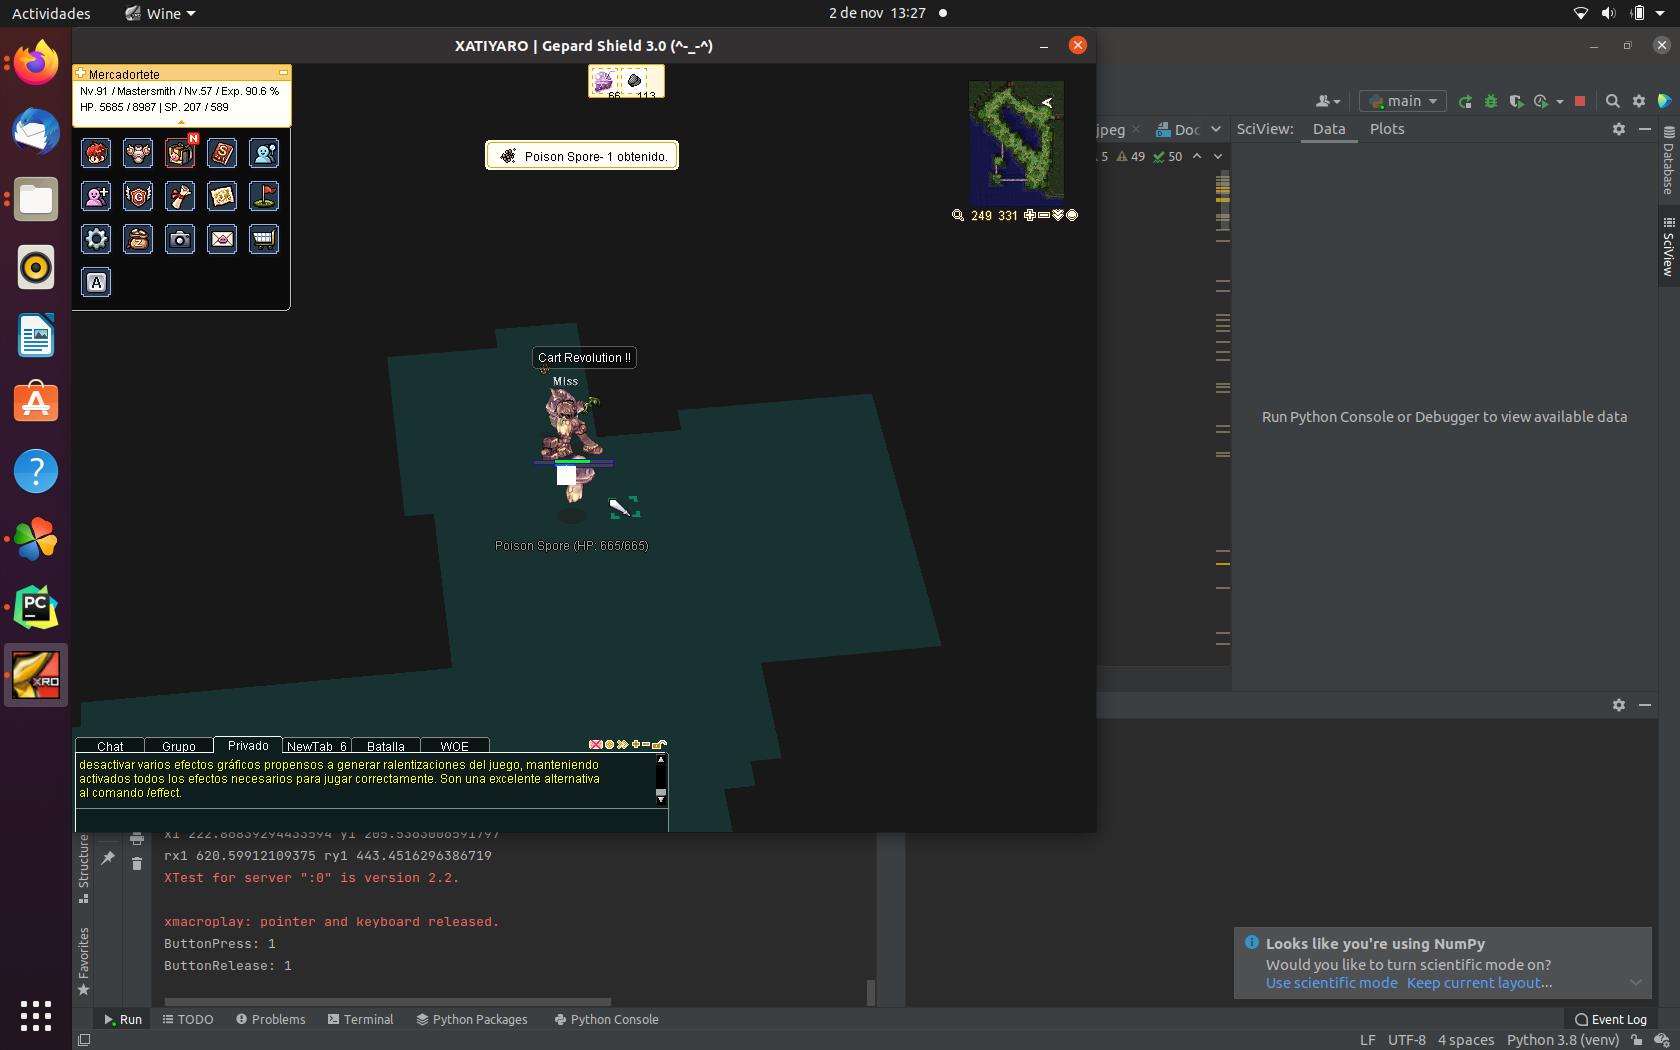 Actividades
Wine
2 de nov 13:27
XATIYARO | Gepard Shield 3.0 (^-_-^)
Mercadortete
Nv.91 / Mastersmith / Nv.57 / Exp. 90.6 %
HP. 5685 / 8987 | SP. 207 / 589
N
66
113
Poison Spore- 1 obtenido.
249 331
A
Cart Revolution !!
Miss
Poison Spore (HP: 665/665)
Chat
Grupo
Privado
NewTab_6
Batalla
WOE
desactivar varios efectos gráficos propensos a generar ralentizaciones del juego, manteniendo
activados todos los efectos necesarios para jugar correctamente. Son una excelente alternativa
al comando /effect.
main
jpeg
Doc
5
49
50
SciView:
Data
Plots
Database
SciView
Run Python Console or Debugger to view available data
PC
XRO
Structure
Favorites
x1 222.86839294433594 y1 205.5363006591797
rx1 620.59912109375 ry1 443.4516296386719
XTest for server ":0" is version 2.2.
xmacroplay: pointer and keyboard released.
ButtonPress: 1
ButtonRelease: 1
Looks like you're using NumPy
Would you like to turn scientific mode on?
Use scientific mode Keep current layout...
Run
TODO
Problems
Terminal
Python Packages
Python Console
Event Log
LF
UTF-8
4 spaces
Python 3.8 (venv)